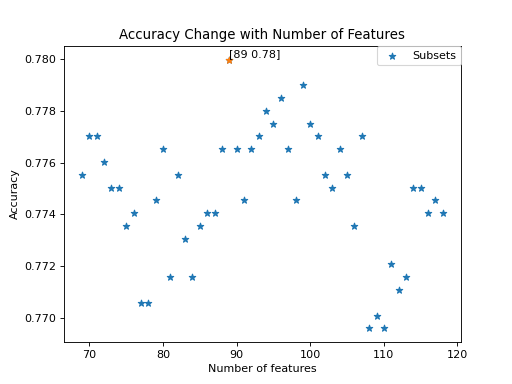 Accuracy Change with Number of Features
[89 0.78]
Subsets
0.780
0.778
0.776
0.774
0.772
0.770
Accuracy
70 80 90 100 110 120
Number of features